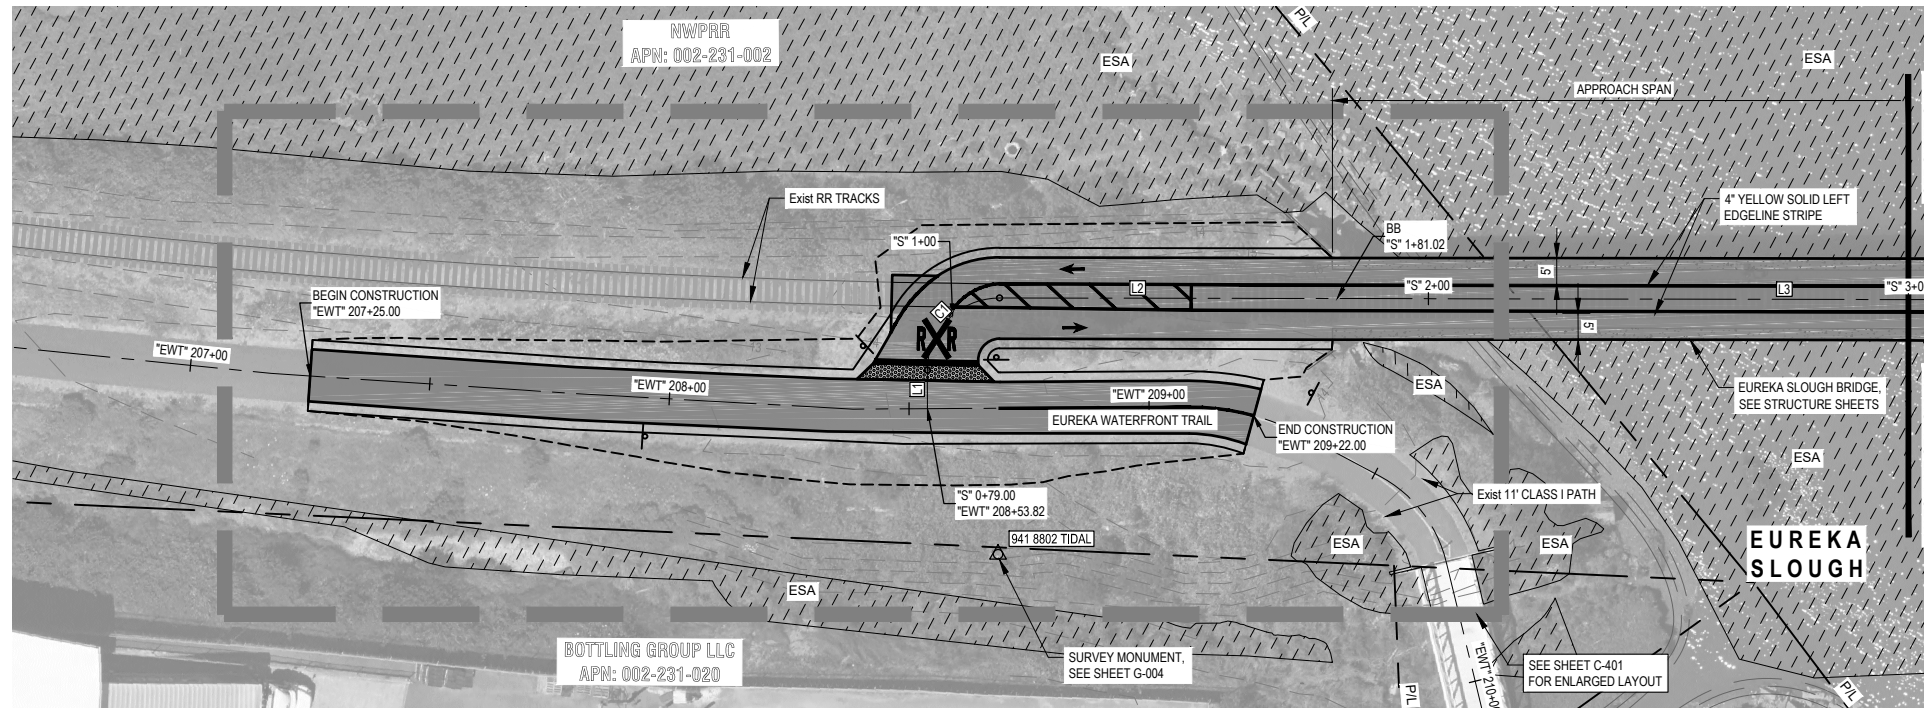 NWPRR
APN: 002-231-002
P/L
ESA
ESA
APPROACH SPAN
Exist RR TRACKS
4" YELLOW SOLID LEFT
EDGELINE STRIPE
"S" 1+00
BB
"S" 1+81.02
5'
L2
"S" 2+00
L3
"S" 3+0
BEGIN CONSTRUCTION
"EWT" 207+25.00
C1
R X R
5'
"EWT" 207+00
"EWT" 208+00
L1
"EWT" 209+00
ESA
EUREKA SLOUGH BRIDGE,
SEE STRUCTURE SHEETS
EUREKA WATERFRONT TRAIL
END CONSTRUCTION
"EWT" 209+22.00
ESA
"S" 0+79.00
"EWT" 208+53.82
Exist 11' CLASS I PATH
941 8802 TIDAL
ESA
ESA
EUREKA
SLOUGH
ESA
BOTTLING GROUP LLC
APN: 002-231-020
SURVEY MONUMENT,
SEE SHEET G-004
SEE SHEET C-401
FOR ENLARGED LAYOUT
"EWT" 210+0
P/L
P/L